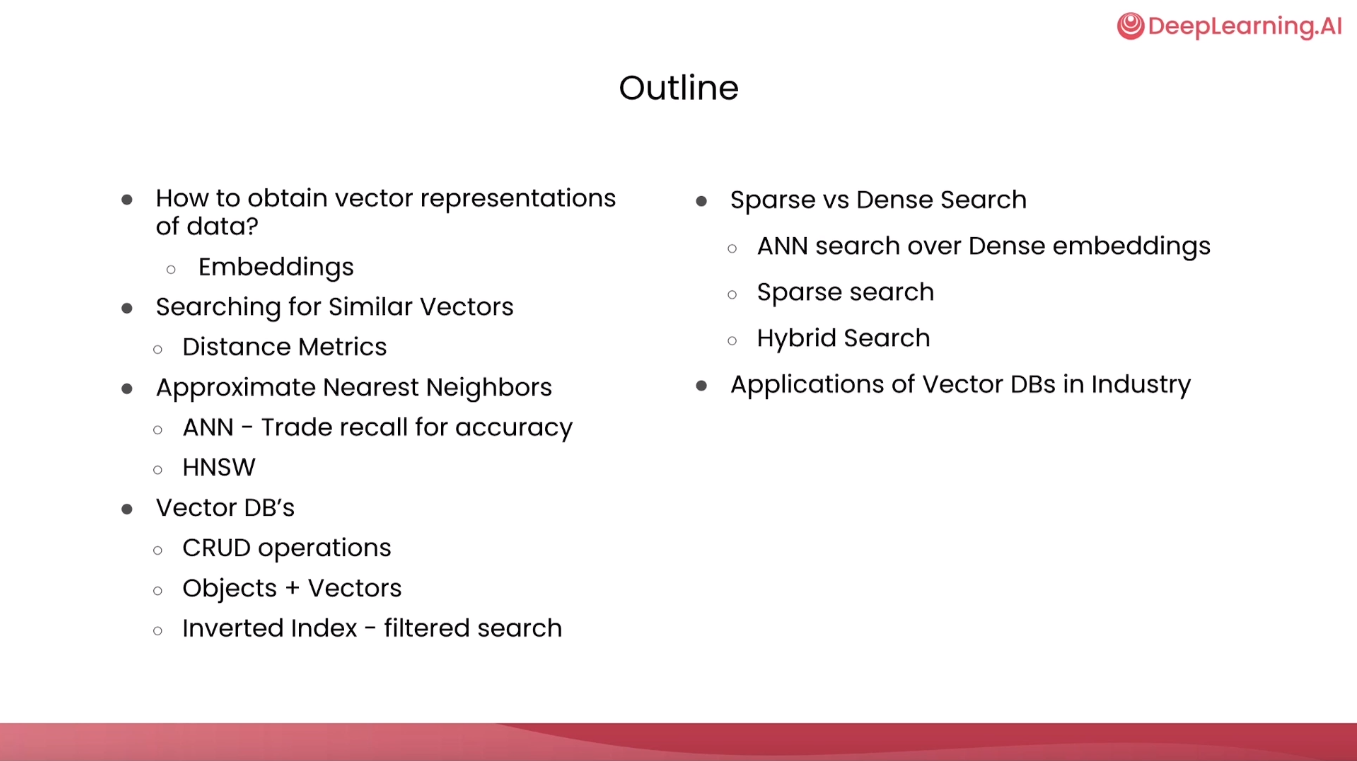 DeepLearning.AI
Outline
● How to obtain vector representations
of data?
○ Embeddings
● Searching for Similar Vectors
○ Distance Metrics
● Approximate Nearest Neighbors
○ ANN - Trade recall for accuracy
○ HNSW
● Vector DB’s
○ CRUD operations
○ Objects + Vectors
○ Inverted Index - filtered search
● Sparse vs Dense Search
○ ANN search over Dense embeddings
○ Sparse search
○ Hybrid Search
● Applications of Vector DBs in Industry